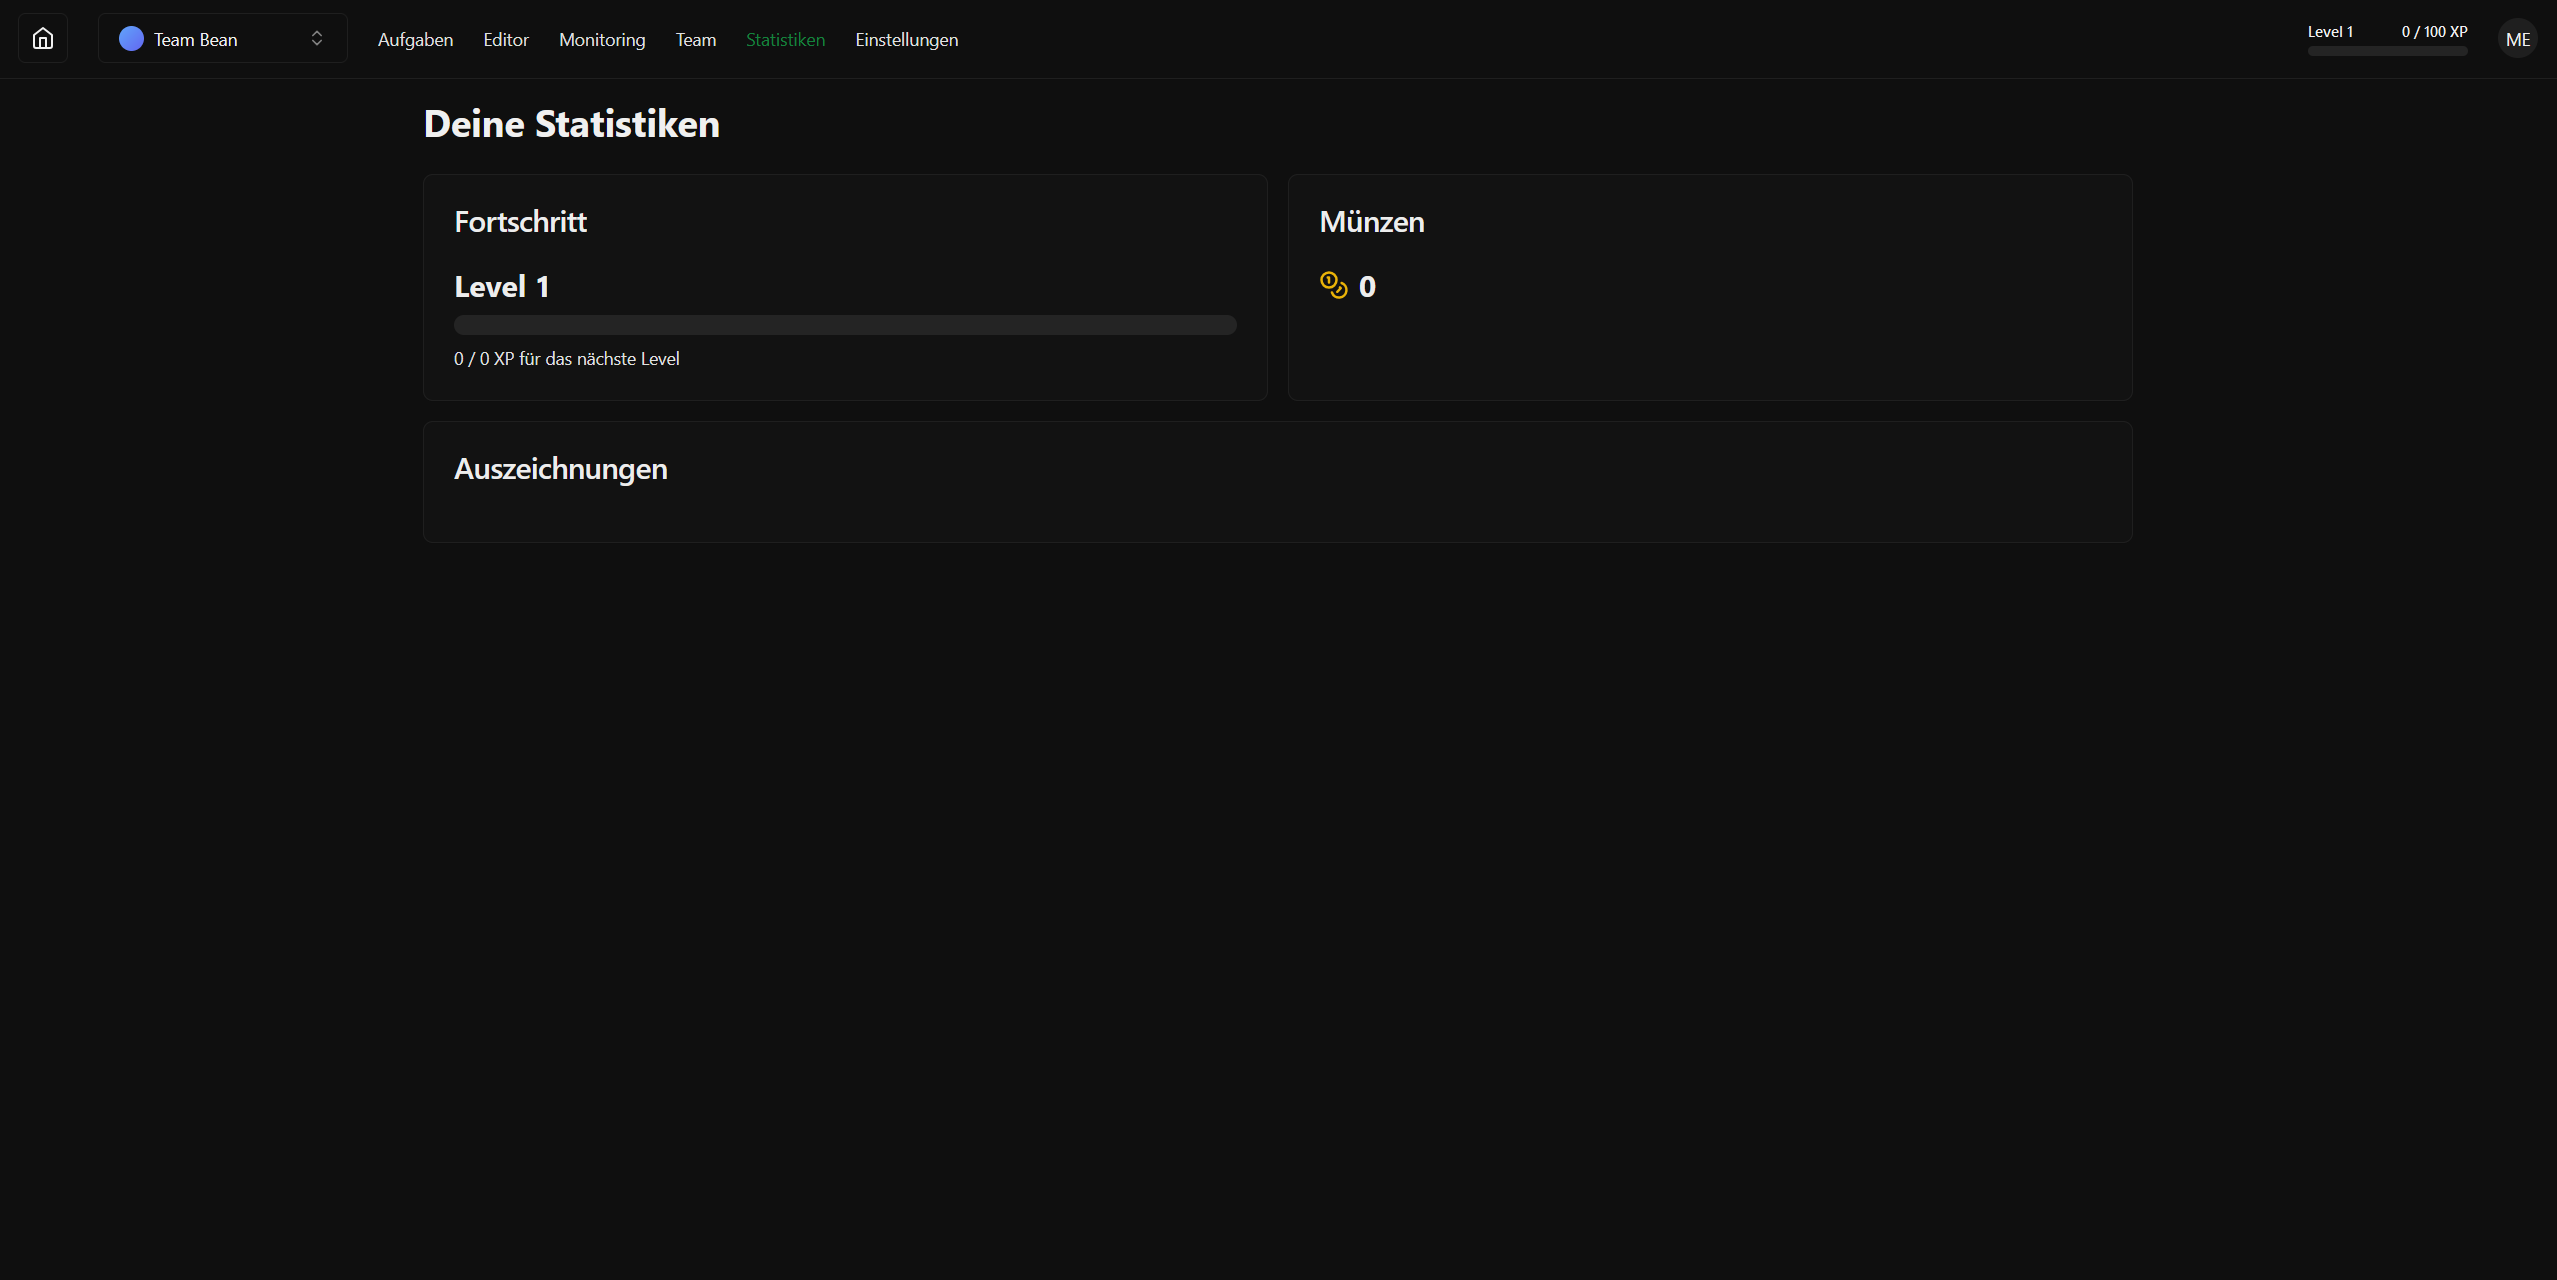 Team Bean Aufgaben Editor Monitoring Team Statistiken Einstellungen Level 1 0 / 100 XP ME
Deine Statistiken
Fortschritt
Level 1
0 / 0 XP für das nächste Level
Münzen
0
Auszeichnungen